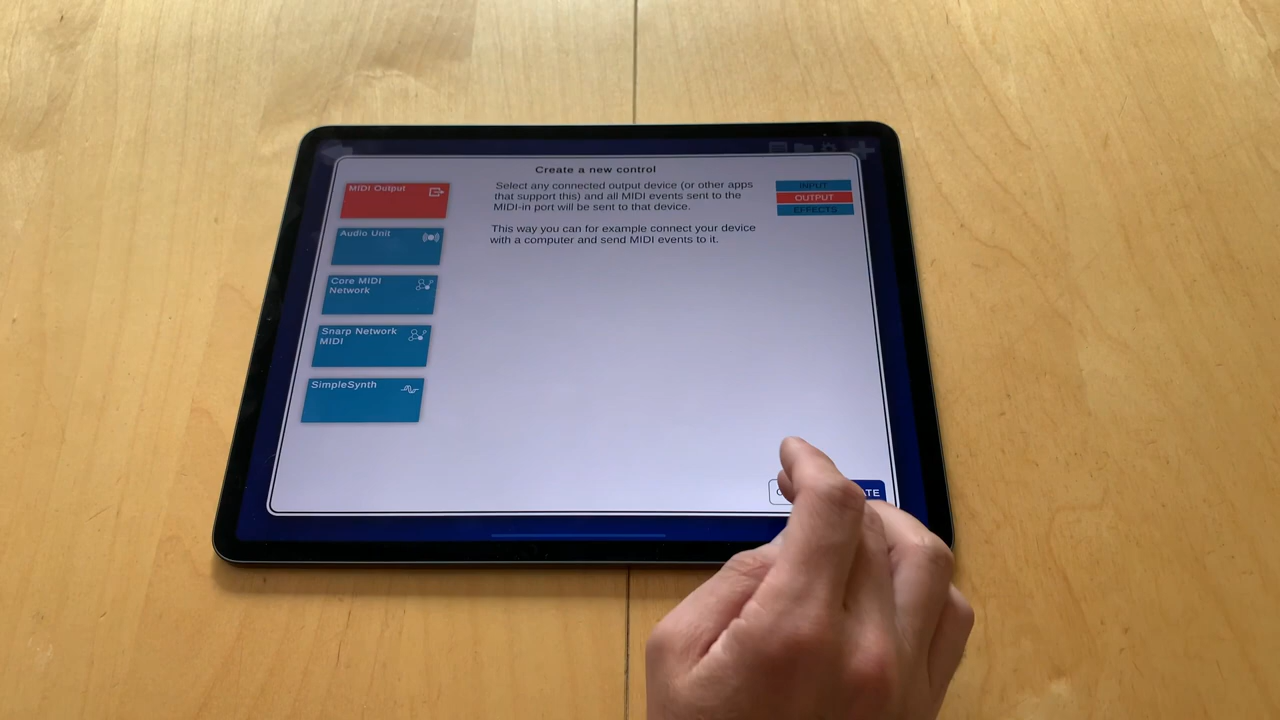 Create a new control
MIDI Output
Audio Unit
Core MIDI
Network
Snarp Network
MIDI
SimpleSynth
Select any connected output device (or other apps
that support this) and all MIDI events sent to the
MIDI-in port will be sent to that device.
This way you can for example connect your device
with a computer and send MIDI events to it.
INPUT
OUTPUT
EFFECTS